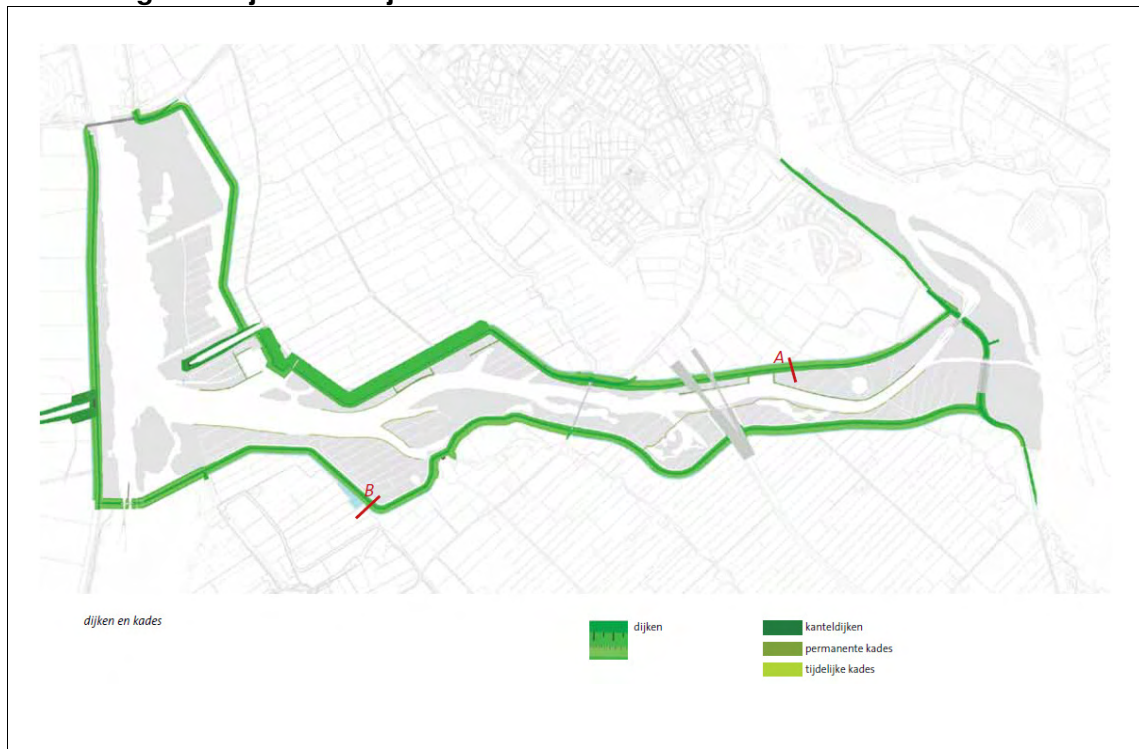 A
B
dijken en kades
dijken
kanteldijken
permanente kades
tijdelijke kades